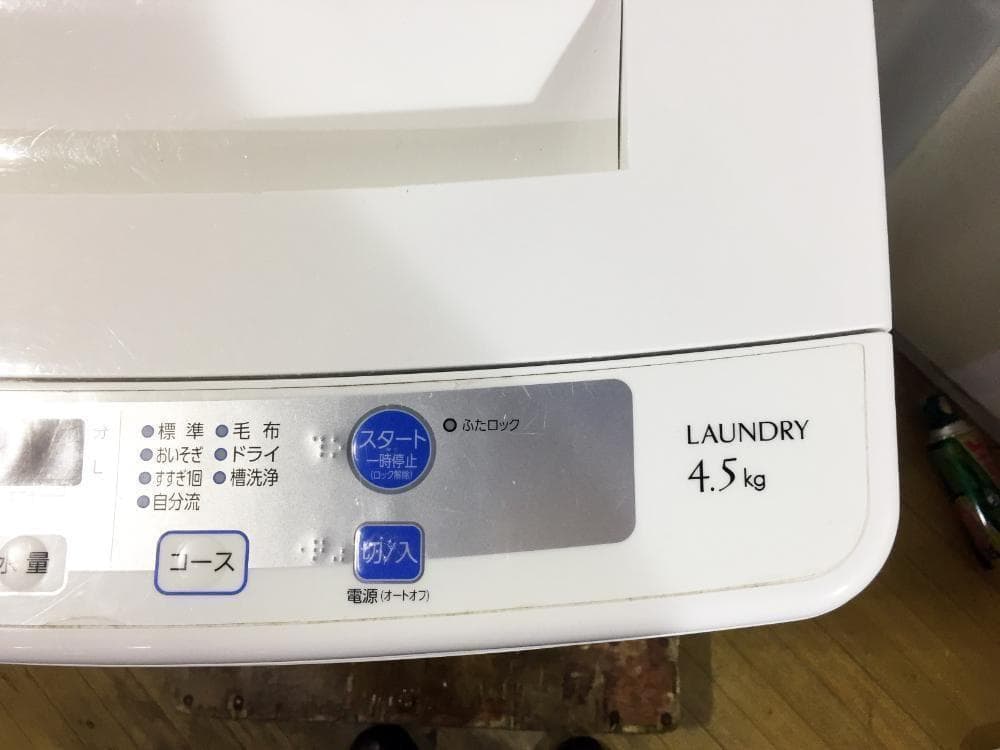 分
L
標準
毛布
おいそぎ
ドライ
すすぎ1回
槽洗浄
自分流
水量
コース
スタート
一時停止
(ロック解除)
ふたロック
切/入
電源(オートオフ)
LAUNDRY
4.5kg